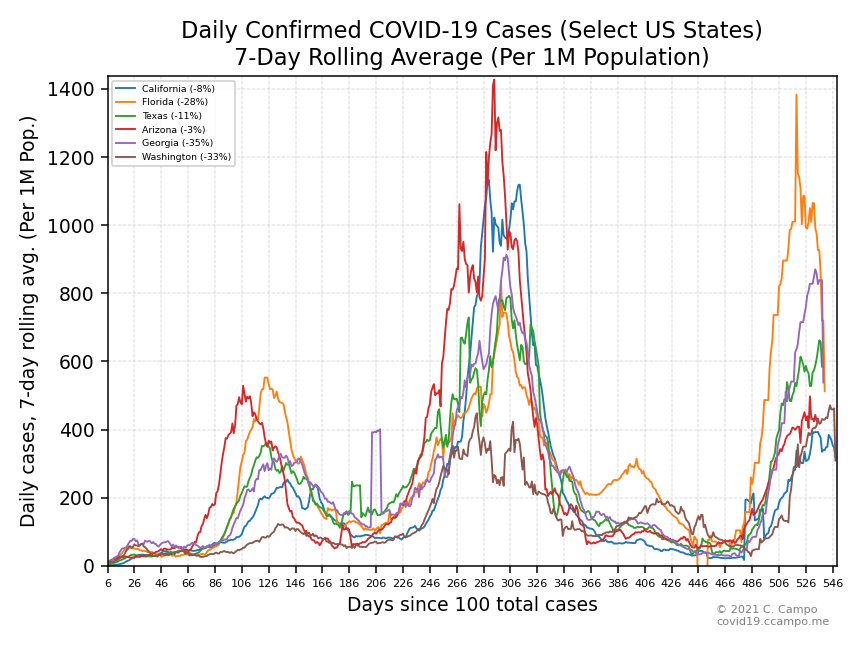 Daily Confirmed COVID-19 Cases (Select US States)
7-Day Rolling Average (Per 1M Population)
Daily cases, 7-day rolling avg. (Per 1M Pop.)
1400
1200
1000
800
600
400
200
0
California (-8%)
Florida (-28%)
Texas (-11%)
Arizona (-3%)
Georgia (-35%)
Washington (-33%)
6 26 46 66 86 106 126 146 166 186 206 226 246 266 286 306 326 346 366 386 406 426 446 466 486 506 526 546
Days since 100 total cases
© 2021 C. Campo
covid19.ccampo.me